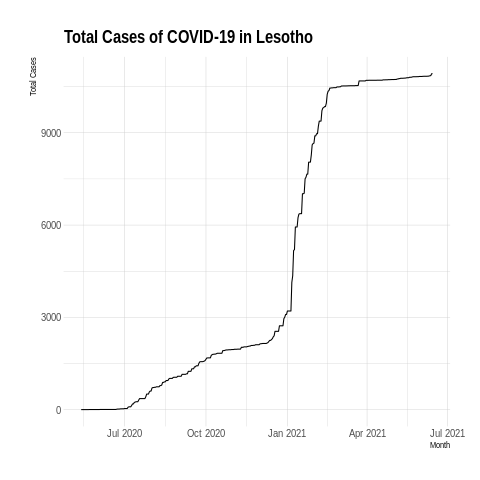 Total Cases of COVID-19 in Lesotho
Total Cases
9000
6000
3000
0
Jul 2020 Oct 2020 Jan 2021 Apr 2021 Jul 2021
Month